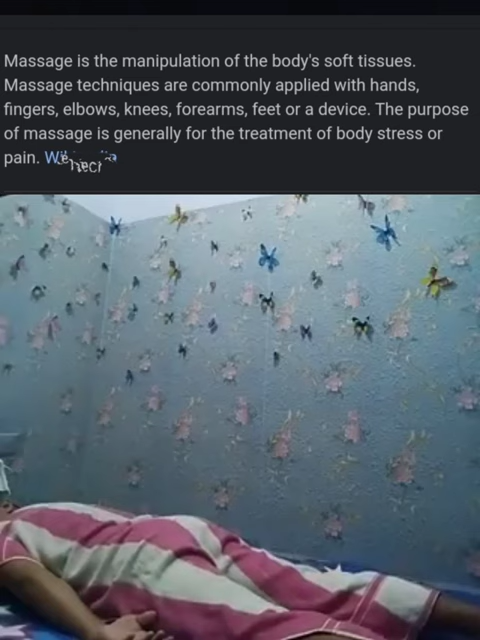 Massage is the manipulation of the body's soft tissues.
Massage techniques are commonly applied with hands,
fingers, elbows, knees, forearms, feet or a device. The purpose
of massage is generally for the treatment of body stress or
pain.